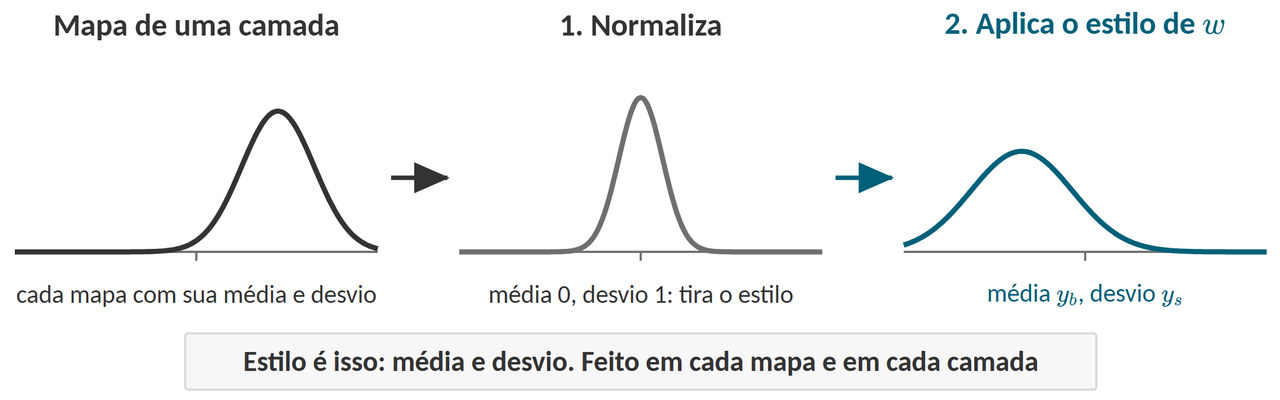 Mapa de uma camada
1. Normaliza
2. Aplica o estilo de w
cada mapa com sua média e desvio
média 0, desvio 1: tira o estilo
média y_b, desvio y_s
Estilo é isso: média e desvio. Feito em cada mapa e em cada camada